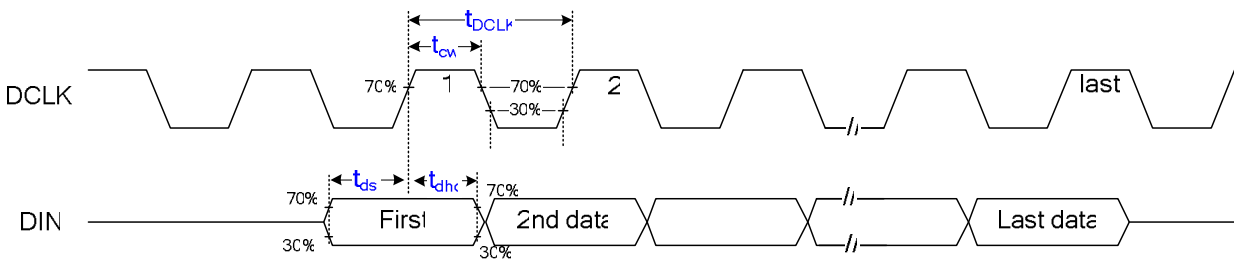 tDCLK
tcw
DCLK 70% 1 70% 2 last
30%
tds tdhc
70% 70%
DIN First 2nd data Last data
30% 30%